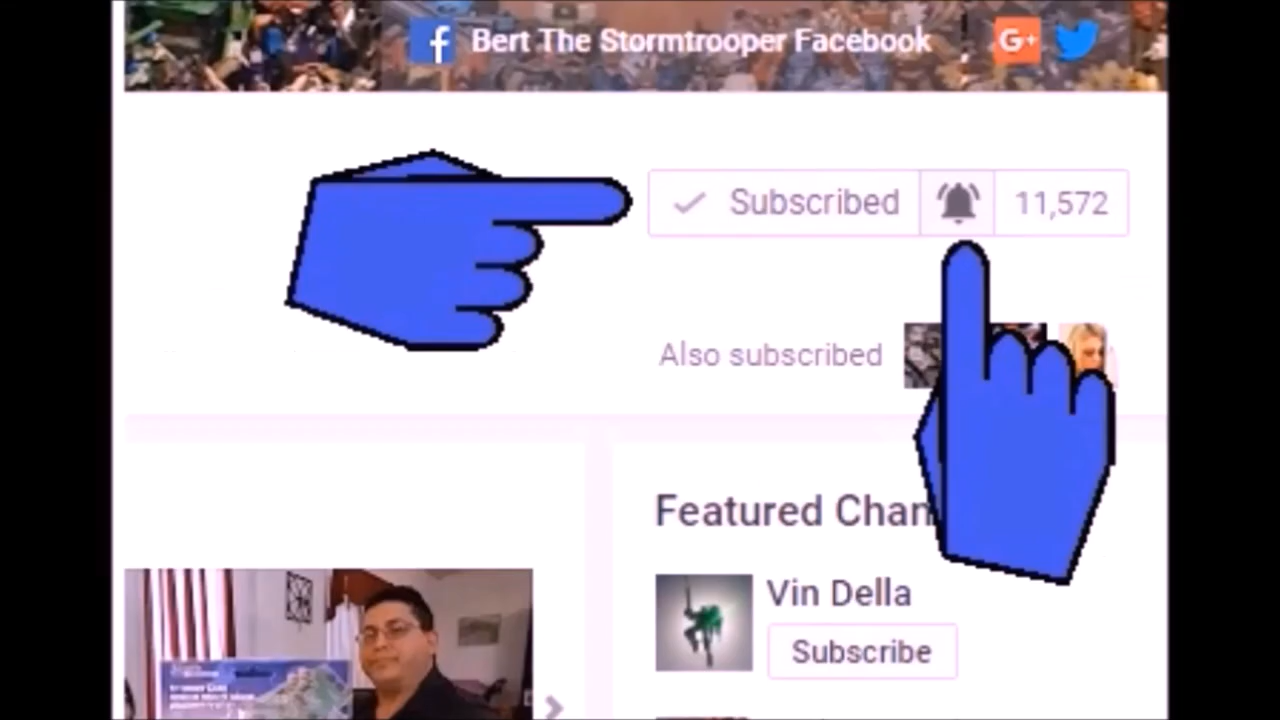 f Bert The Stormtrooper Facebook G+
Subscribed 11,572
Also subscribed
Featured Chan
Vin Della
Subscribe